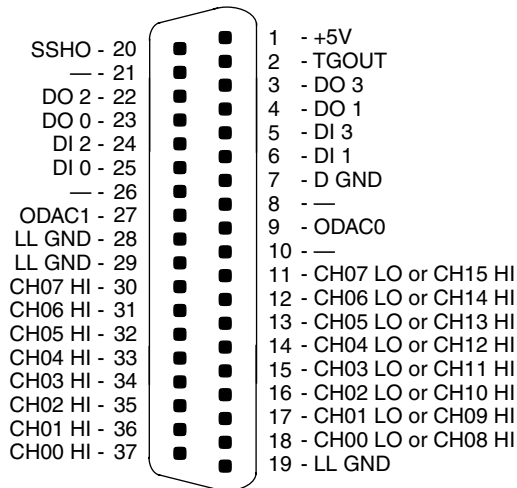 SSHO - 20
— - 21
DO 2 - 22
DO 0 - 23
DI 2 - 24
DI 0 - 25
— - 26
ODAC1 - 27
LL GND - 28
LL GND - 29
CH07 HI - 30
CH06 HI - 31
CH05 HI - 32
CH04 HI - 33
CH03 HI - 34
CH02 HI - 35
CH01 HI - 36
CH00 HI - 37
1 - +5V
2 - TGOUT
3 - DO 3
4 - DO 1
5 - DI 3
6 - DI 1
7 - D GND
8 - —
9 - ODAC0
10 - —
11 - CH07 LO or CH15 HI
12 - CH06 LO or CH14 HI
13 - CH05 LO or CH13 HI
14 - CH04 LO or CH12 HI
15 - CH03 LO or CH11 HI
16 - CH02 LO or CH10 HI
17 - CH01 LO or CH09 HI
18 - CH00 LO or CH08 HI
19 - LL GND